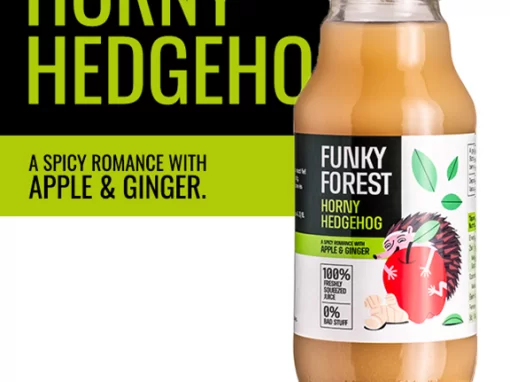 HORNY
HEDGEHO
A SPICY ROMANCE WITH
APPLE & GINGER.
FUNKY
FOREST
HORNY
HEDGEHOG
A SPICY ROMANCE WITH
APPLE & GINGER
100%
FRESHLY
SQUEEZED
JUICE
0%
BAD STUFF